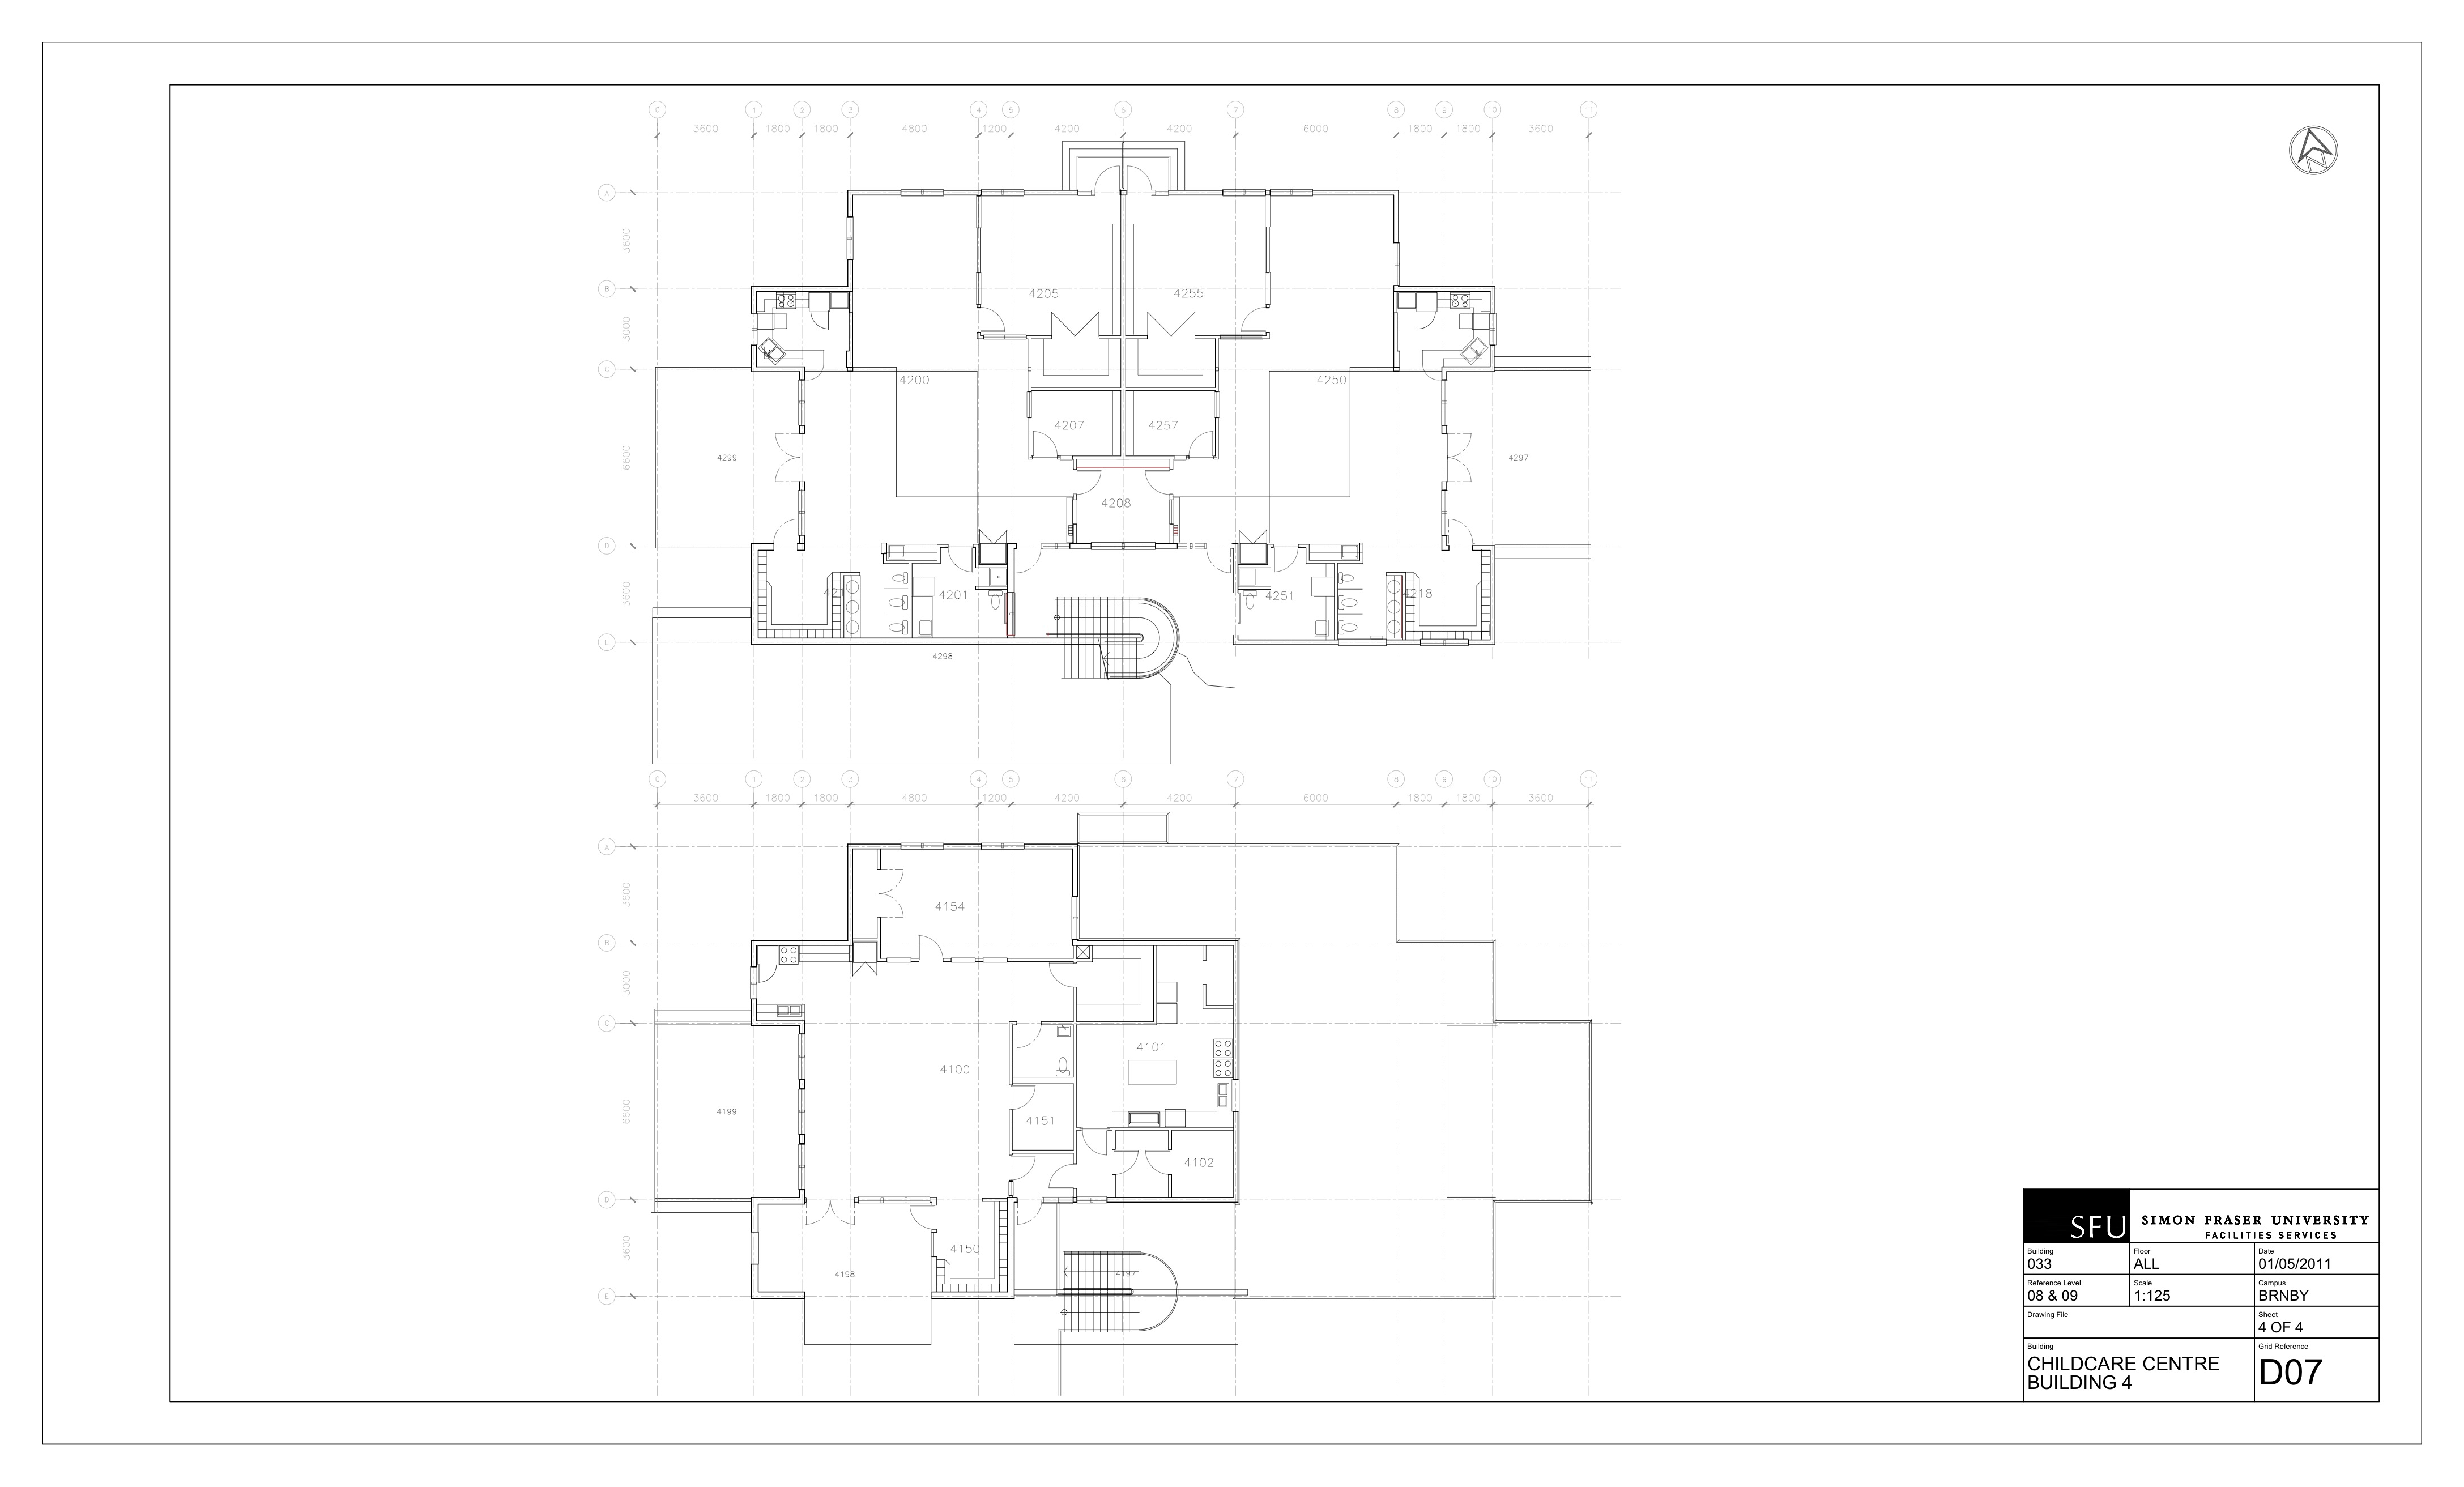 0 1 2 3 4 5 6 7 8 9 10 11
3600 1800 1800 4800 1200 4200 4200 6000 1800 1800 3600
A
3600
B
4205 4255
3000
C
4200 4250
4207 4257
6600
4299 4297
4208
D
3600
4201 4251 4218
E
4298
0 1 2 3 4 5 6 7 8 9 10 11
3600 1800 1800 4800 1200 4200 4200 6000 1800 1800 3600
A
3600
4154
B
3000
C
4101
4100
6600
4199
4151
4102
D
3600
4150
4198 4197
E
SFU SIMON FRASER UNIVERSITY
FACILITIES SERVICES
Building Floor Date
033 ALL 01/05/2011
Reference Level Scale Campus
08 & 09 1:125 BRNBY
Drawing File Sheet
4 OF 4
Building Grid Reference
CHILDCARE CENTRE
BUILDING 4
D07